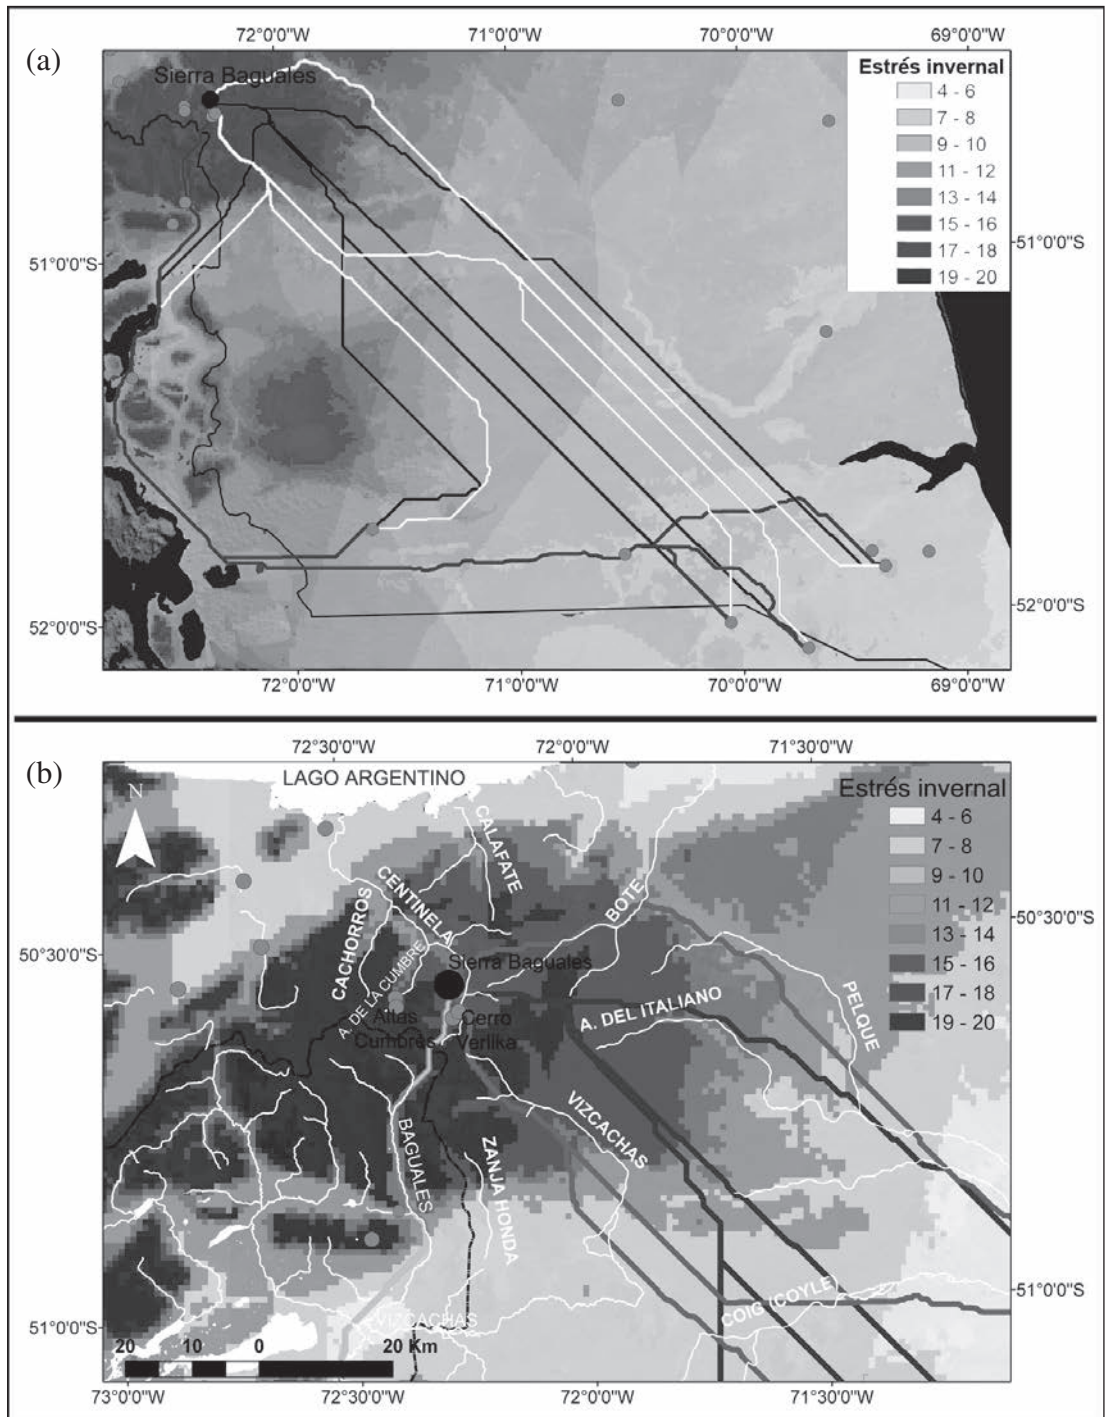 (a)
72°0'0"W
71°0'0"W
70°0'0"W
69°0'0"W
Sierra Baguales
Estrés invernal
4 - 6
7 - 8
9 - 10
11 - 12
13 - 14
15 - 16
17 - 18
19 - 20
51°0'0"S
51°0'0"S
52°0'0"S
52°0'0"S
72°0'0"W
71°0'0"W
70°0'0"W
69°0'0"W
(b)
72°30'0"W
72°0'0"W
71°30'0"W
LAGO ARGENTINO
Estrés invernal
4 - 6
7 - 8
9 - 10
11 - 12
13 - 14
15 - 16
17 - 18
19 - 20
N
CALAFATE
CENTINELA
BOTE
CACHORROS
A. DE LA CUMBRE
50°30'0"S
50°30'0"S
Sierra Baguales
Altas
Cumbres
Cerro
Verlika
A. DEL ITALIANO
PELQUE
VIZCACHAS
BAGUALES
ZANJA HONDA
COIG (COYLE
VIZCACHAS
51°0'0"S
51°0'0"S
20 10 0 20 Km
73°0'0"W
72°30'0"W
72°0'0"W
71°30'0"W